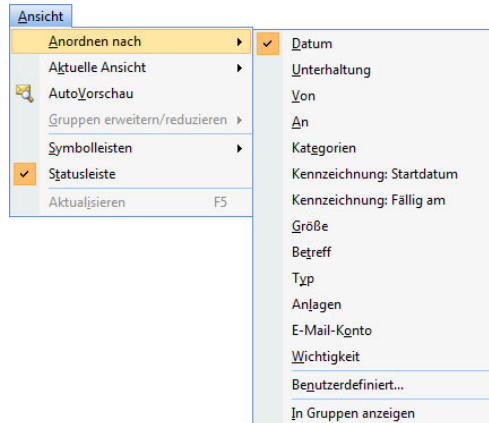 Ansicht
Anordnen nach
Aktuelle Ansicht
AutoVorschau
Gruppen erweitern/reduzieren
Symbolleisten
Statusleiste
Aktualisieren F5
Datum
Unterhaltung
Von
An
Kategorien
Kennzeichnung: Startdatum
Kennzeichnung: Fällig am
Größe
Betreff
Typ
Anlagen
E-Mail-Konto
Wichtigkeit
Benutzerdefiniert...
In Gruppen anzeigen